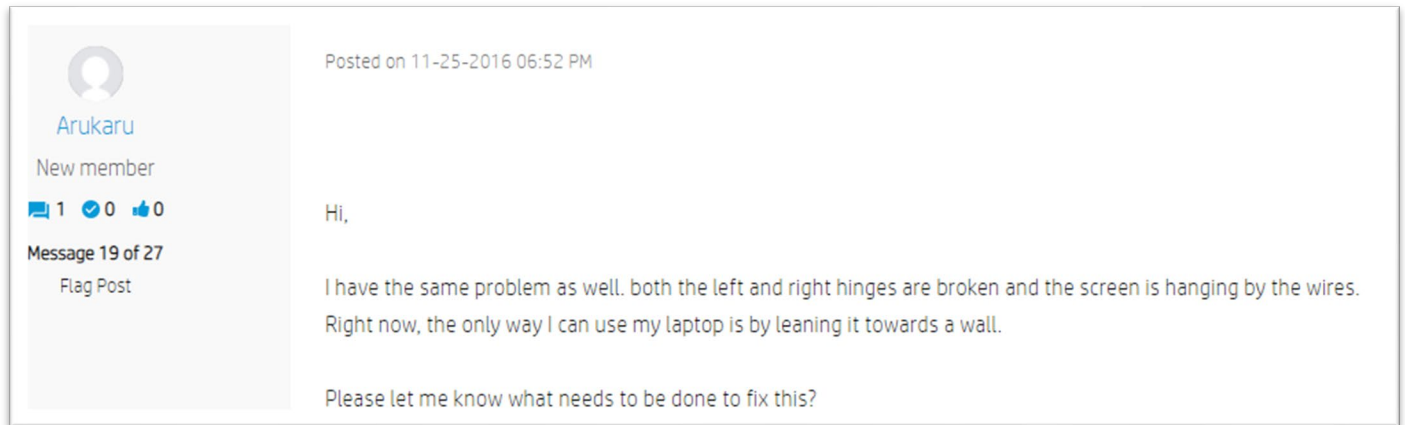 Posted on 11-25-2016 06:52 PM
Arukaru
New member
1 0 0
Message 19 of 27
Flag Post
Hi,
I have the same problem as well. both the left and right hinges are broken and the screen is hanging by the wires.
Right now, the only way I can use my laptop is by leaning it towards a wall.
Please let me know what needs to be done to fix this?